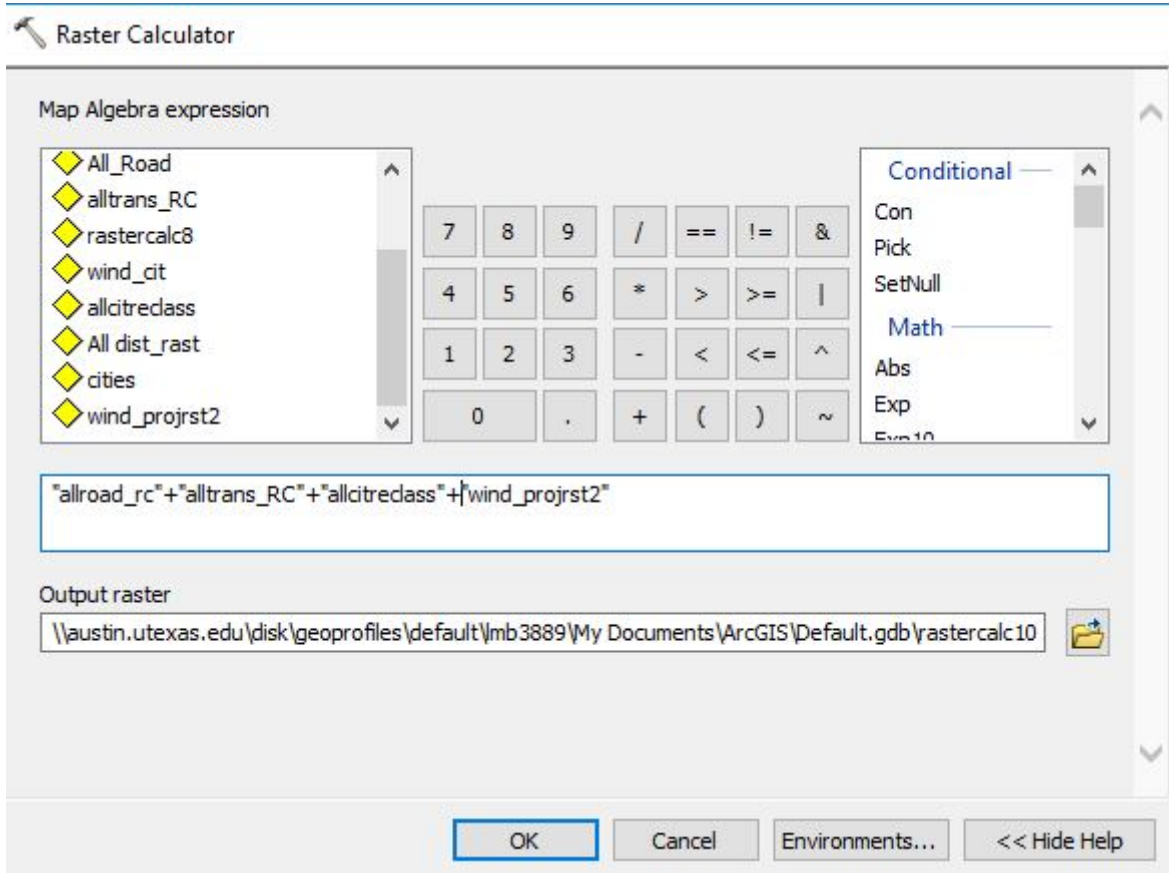 Raster Calculator
Map Algebra expression
All_Road
alltrans_RC
rastercalc8
wind_cit
allcitreclass
All dist_rast
cities
wind_projrst2
7 8 9 / == != &
4 5 6 * > >= |
1 2 3 - < <= ^
0 . + ( ) ~
Conditional
Con
Pick
SetNull
Math
Abs
Exp
Exp10
"allroad_rc"+"alltrans_RC"+"allcitreclass"+"wind_projrst2"
Output raster
\\austin.utexas.edu\disk\geoprofiles\default\lmb3889\My Documents\ArcGIS\Default.gdb\rastercalc10
OK Cancel Environments... << Hide Help